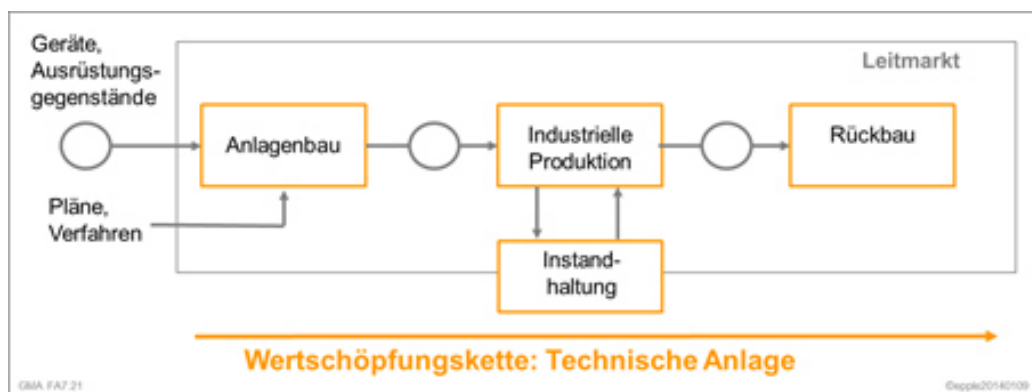 Geräte,
Ausrüstungs-
gegenstände
Leitmarkt
Anlagenbau
Industrielle
Produktion
Rückbau
Pläne,
Verfahren
Instand-
haltung
Wertschöpfungskette: Technische Anlage
GMA FA7.21
©epple20140109